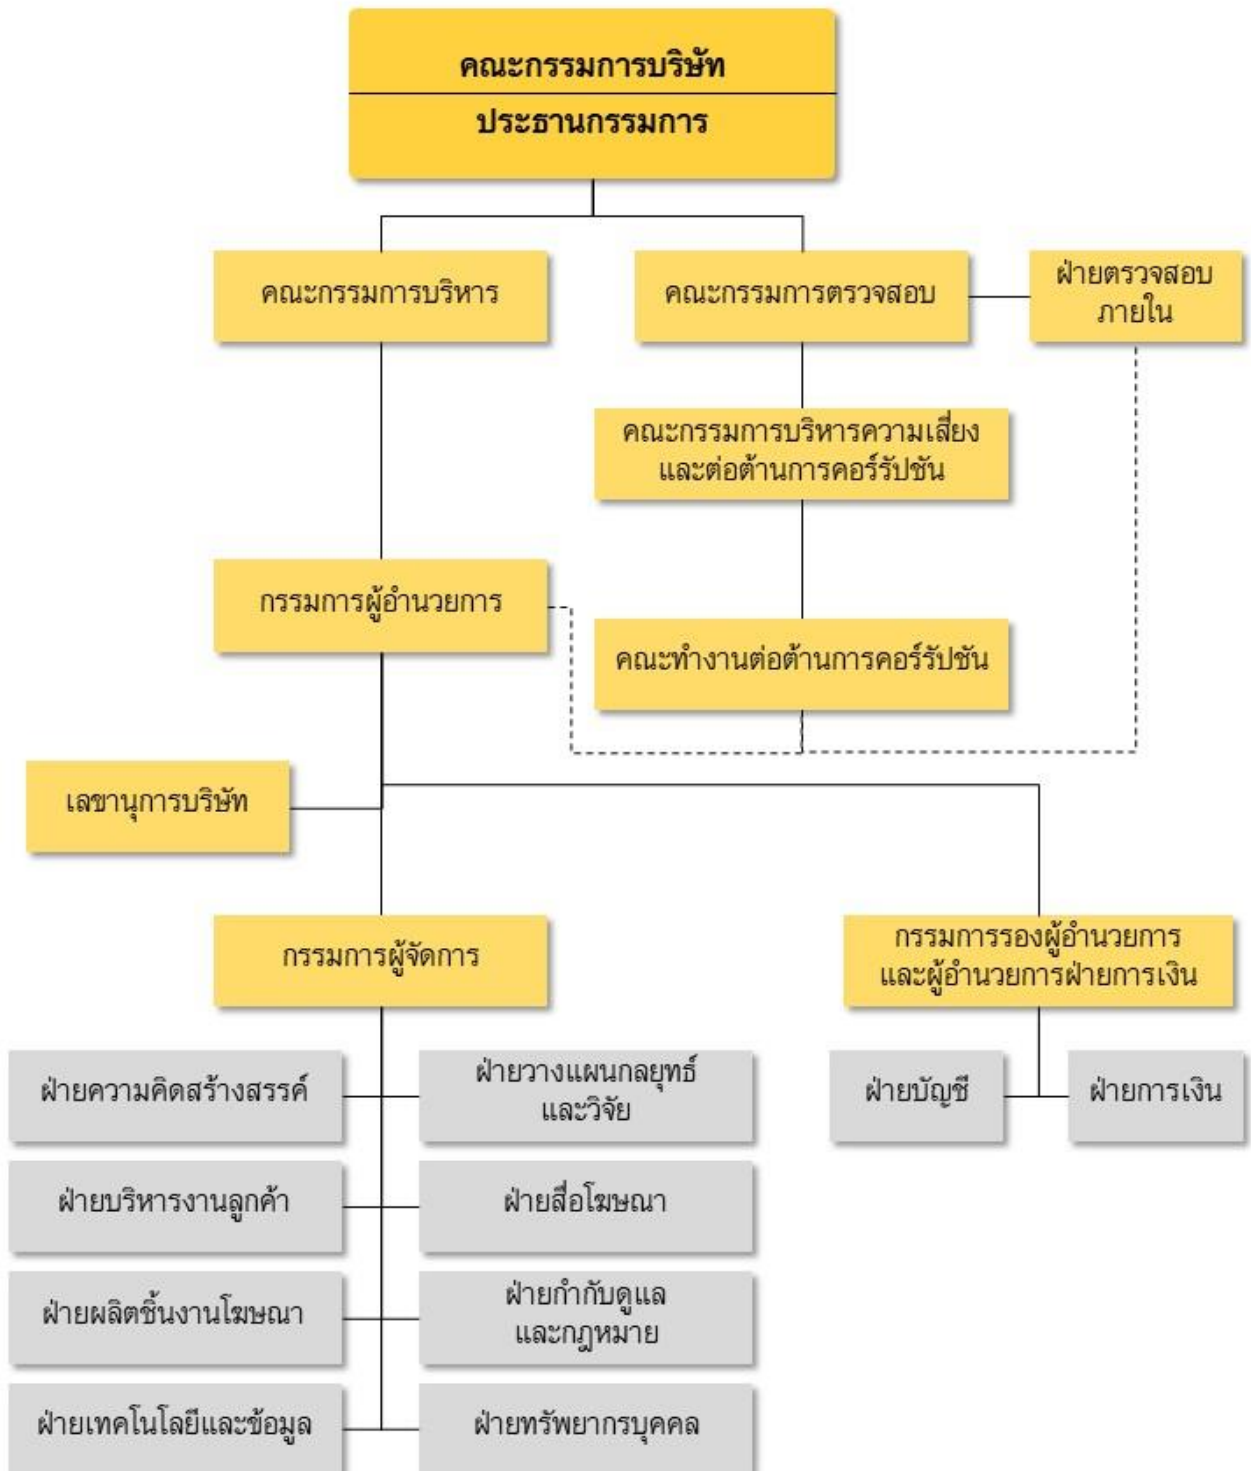 คณะกรรมการบริษัท
ประธานกรรมการ
คณะกรรมการบริหาร
คณะกรรมการตรวจสอบ
ฝ่ายตรวจสอบ
ภายใน
คณะกรรมการบริหารความเสี่ยง
และต่อต้านการคอร์รัปชัน
กรรมการผู้อำนวยการ
คณะทำงานต่อต้านการคอร์รัปชัน
เลขานุการบริษัท
กรรมการผู้จัดการ
กรรมการรองผู้อำนวยการ
และผู้อำนวยการฝ่ายการเงิน
ฝ่ายความคิดสร้างสรรค์
ฝ่ายวางแผนกลยุทธ์
และวิจัย
ฝ่ายบัญชี
ฝ่ายการเงิน
ฝ่ายบริหารงานลูกค้า
ฝ่ายสื่อโฆษณา
ฝ่ายผลิตชิ้นงานโฆษณา
ฝ่ายกำกับดูแล
และกฎหมาย
ฝ่ายเทคโนโลยีและข้อมูล
ฝ่ายทรัพยากรบุคคล